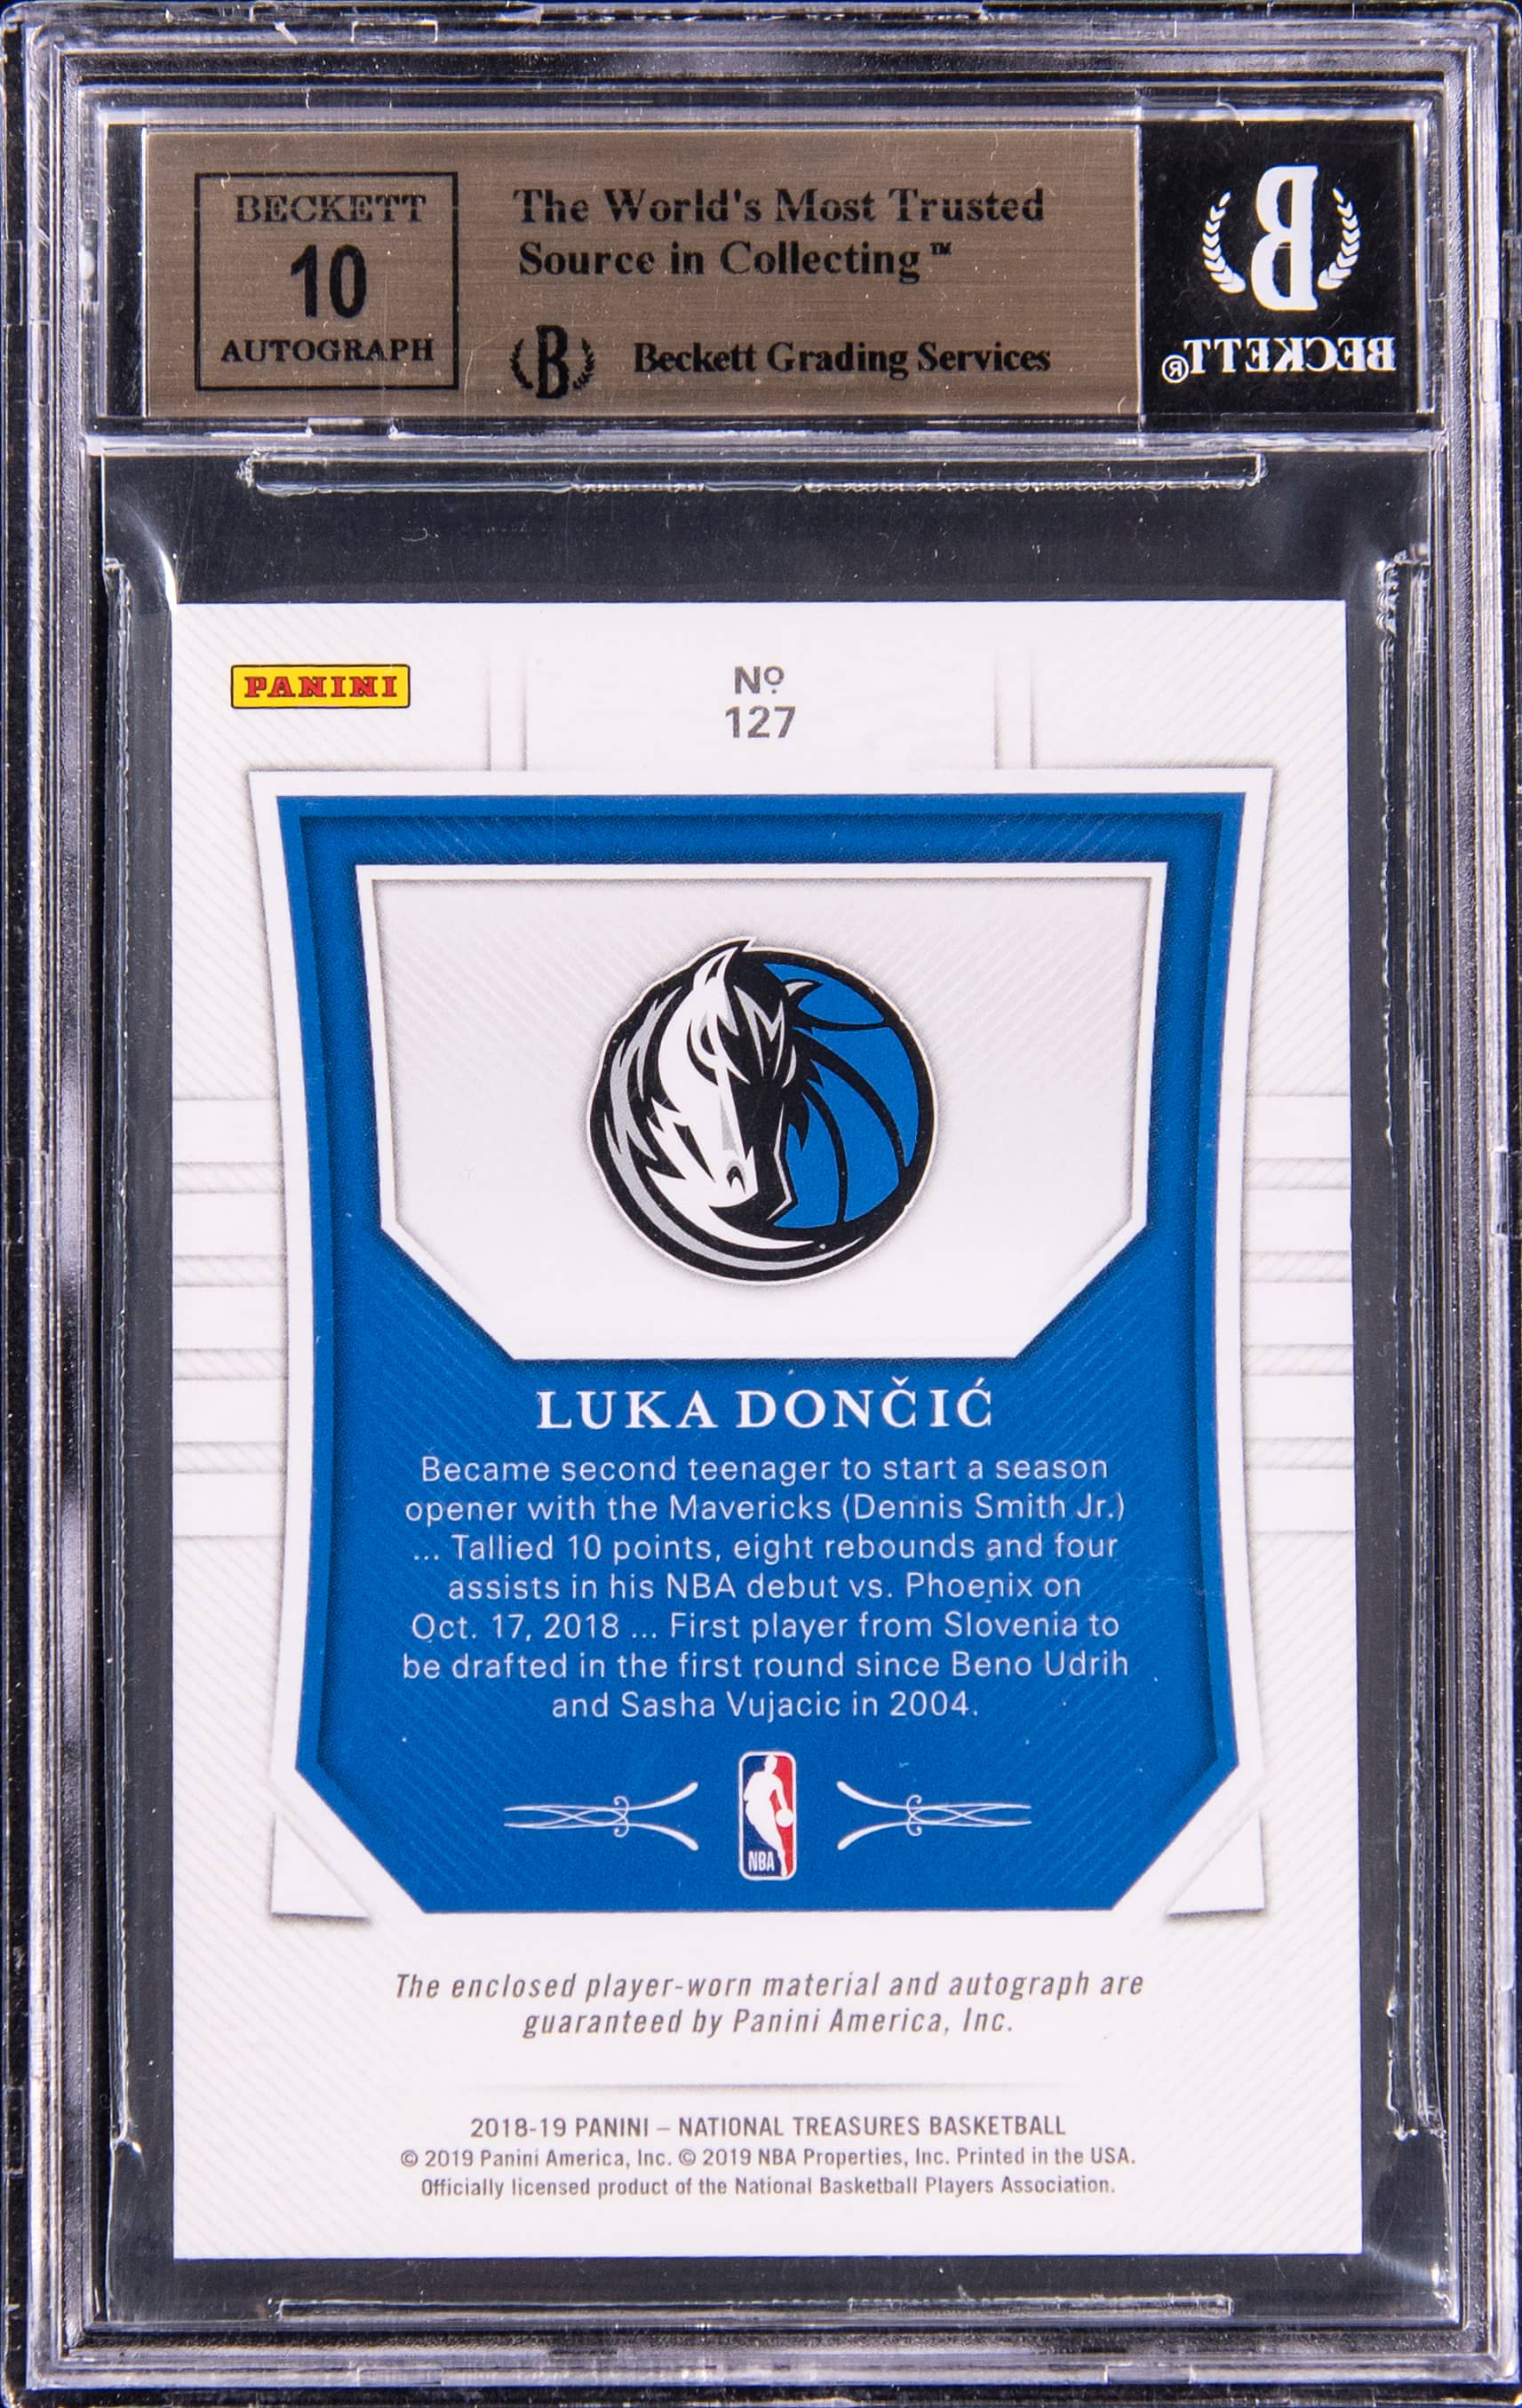 BECKETT
10
AUTOGRAPH
The World's Most Trusted
Source in Collecting™
B
Beckett Grading Services
B
BECKETT®
PANINI
Nº
127
LUKA DONČIĆ
Became second teenager to start a season
opener with the Mavericks (Dennis Smith Jr.)
... Tallied 10 points, eight rebounds and four
assists in his NBA debut vs. Phoenix on
Oct. 17, 2018 ... First player from Slovenia to
be drafted in the first round since Beno Udrih
and Sasha Vujacic in 2004.
NBA
The enclosed player-worn material and autograph are
guaranteed by Panini America, Inc.
2018-19 PANINI – NATIONAL TREASURES BASKETBALL
© 2019 Panini America, Inc. © 2019 NBA Properties, Inc. Printed in the USA.
Officially licensed product of the National Basketball Players Association.